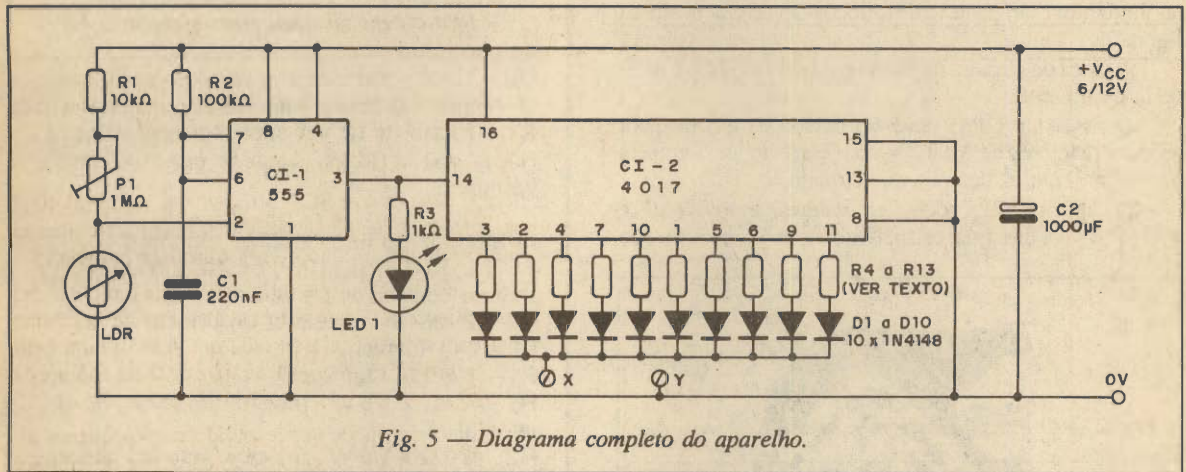 R1
10kΩ
R2
100kΩ
8
4
16
+VCC
6/12V
7
6
2
P1
1MΩ
CI-1
555
3
14
CI-2
4017
15
13
8
R3
1kΩ
1
3 2 4 7 10 1 5 6 9 11
C2
1000µF
C1
220nF
R4 a R13
(VER TEXTO)
LDR
LED 1
D1 a D10
10x1N4148
X
Y
0V
Fig. 5 — Diagrama completo do aparelho.